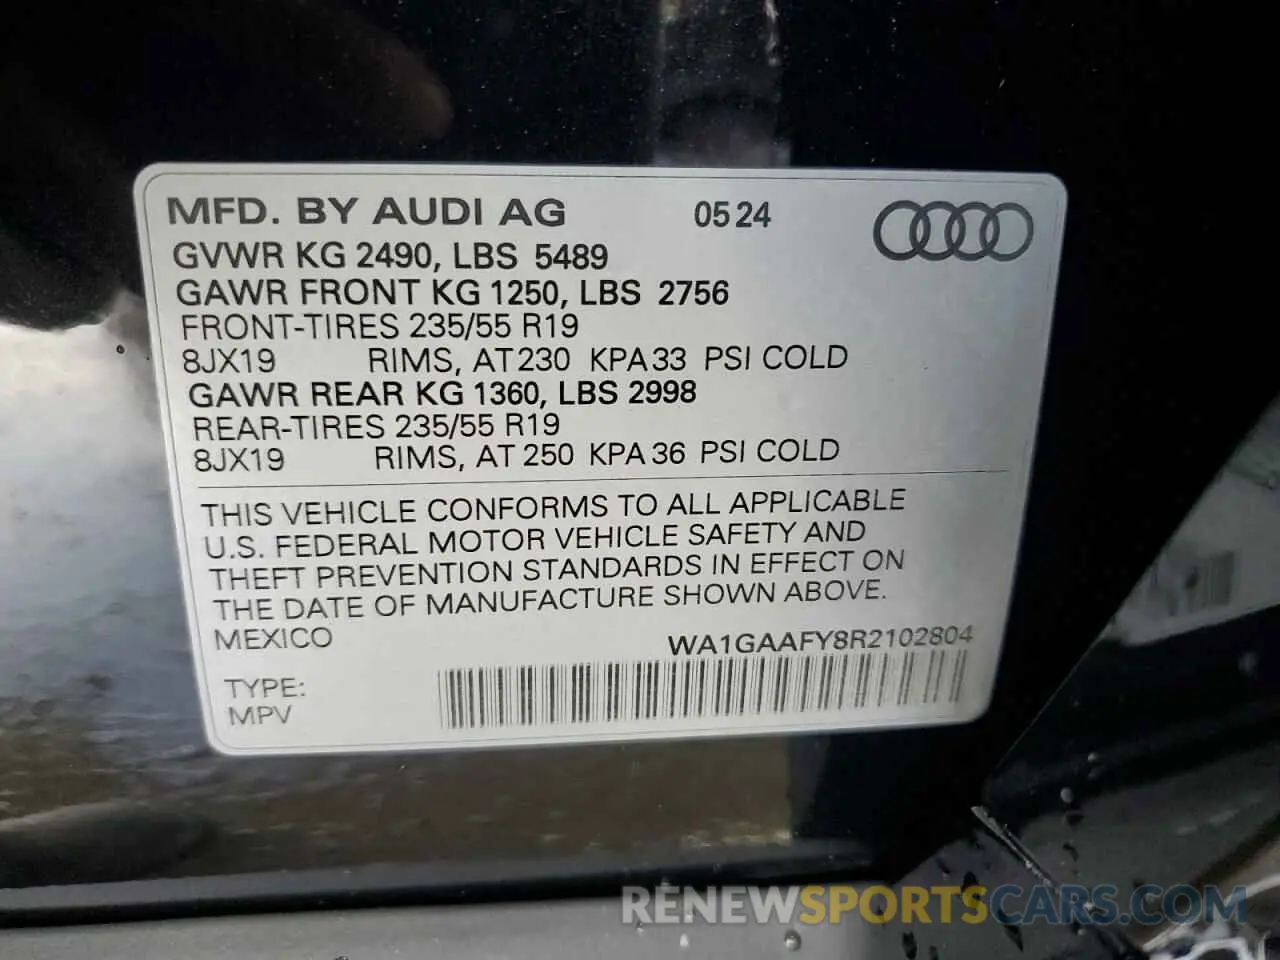 MFD. BY AUDI AG 05 24
GVWR KG 2490, LBS 5489
GAWR FRONT KG 1250, LBS 2756
FRONT-TIRES 235/55 R19
8JX19 RIMS, AT 230 KPA 33 PSI COLD
GAWR REAR KG 1360, LBS 2998
REAR-TIRES 235/55 R19
8JX19 RIMS, AT 250 KPA 36 PSI COLD
THIS VEHICLE CONFORMS TO ALL APPLICABLE
U.S. FEDERAL MOTOR VEHICLE SAFETY AND
THEFT PREVENTION STANDARDS IN EFFECT ON
THE DATE OF MANUFACTURE SHOWN ABOVE.
MEXICO WA1GAAFY8R2102804
TYPE:
MPV
RENEWSPORTSCARS.COM